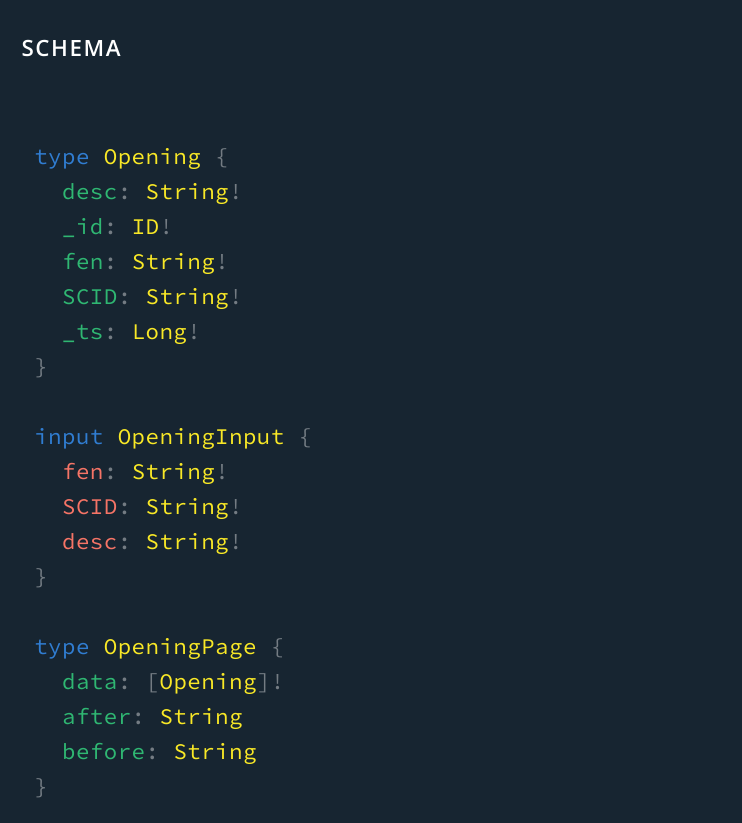 SCHEMA
type Opening {
  desc: String!
  _id: ID!
  fen: String!
  SCID: String!
  _ts: Long!
}
input OpeningInput {
  fen: String!
  SCID: String!
  desc: String!
}
type OpeningPage {
  data: [Opening]!
  after: String
  before: String
}